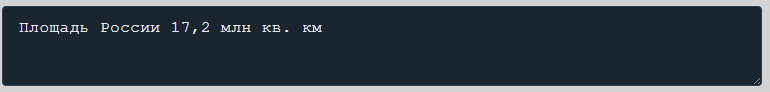 Площадь России 17,2 млн кв. км